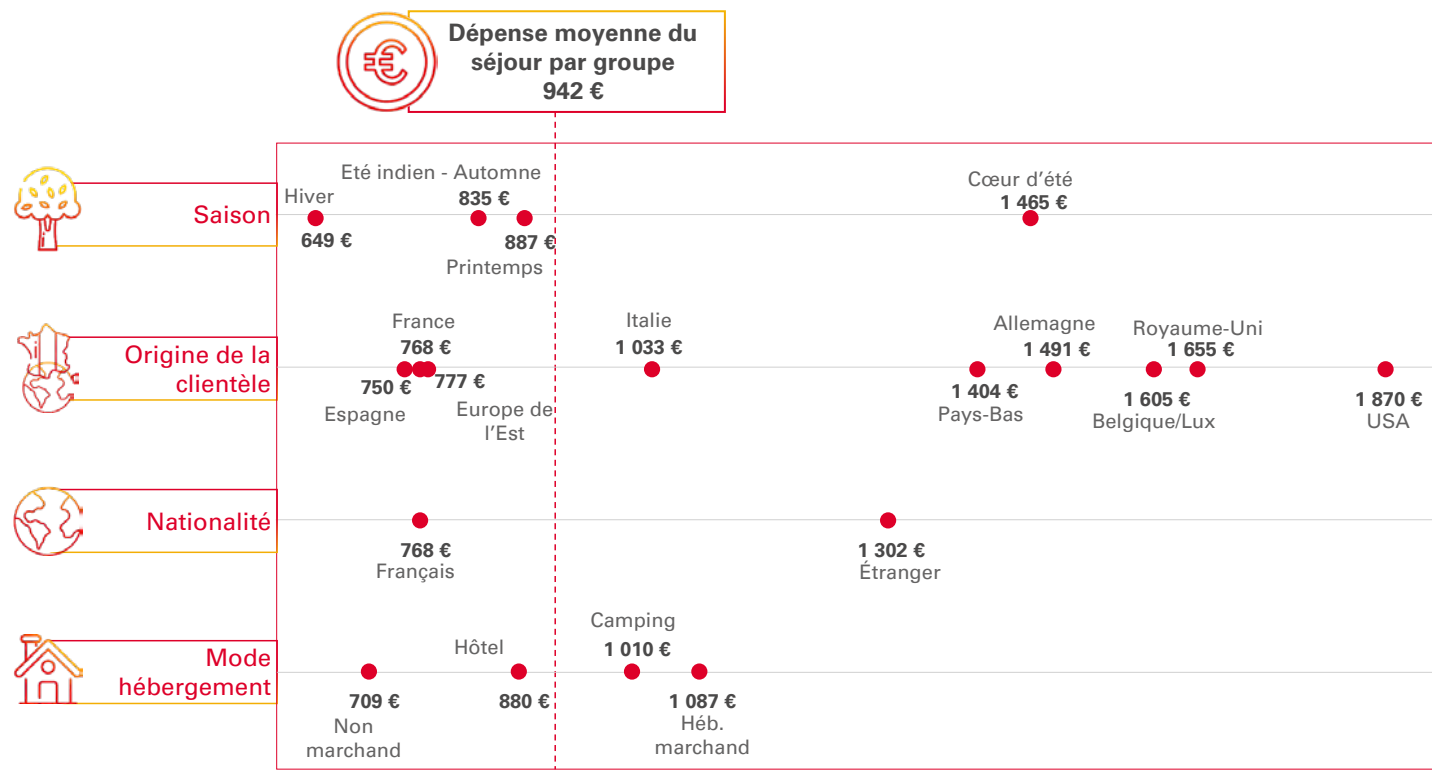 Dépense moyenne du
séjour par groupe
942 €
Saison
Hiver
649 €
Eté indien - Automne
835 €
887 €
Printemps
Cœur d'été
1 465 €
Origine de la
clientèle
France
768 €
750 €
Espagne
777 €
Europe de
l'Est
Italie
1 033 €
1 404 €
Pays-Bas
Allemagne
1 491 €
Royaume-Uni
1 655 €
1 605 €
Belgique/Lux
1 870 €
USA
Nationalité
768 €
Français
1 302 €
Étranger
Mode
hébergement
709 €
Non
marchand
Hôtel
880 €
Camping
1 010 €
1 087 €
Héb.
marchand